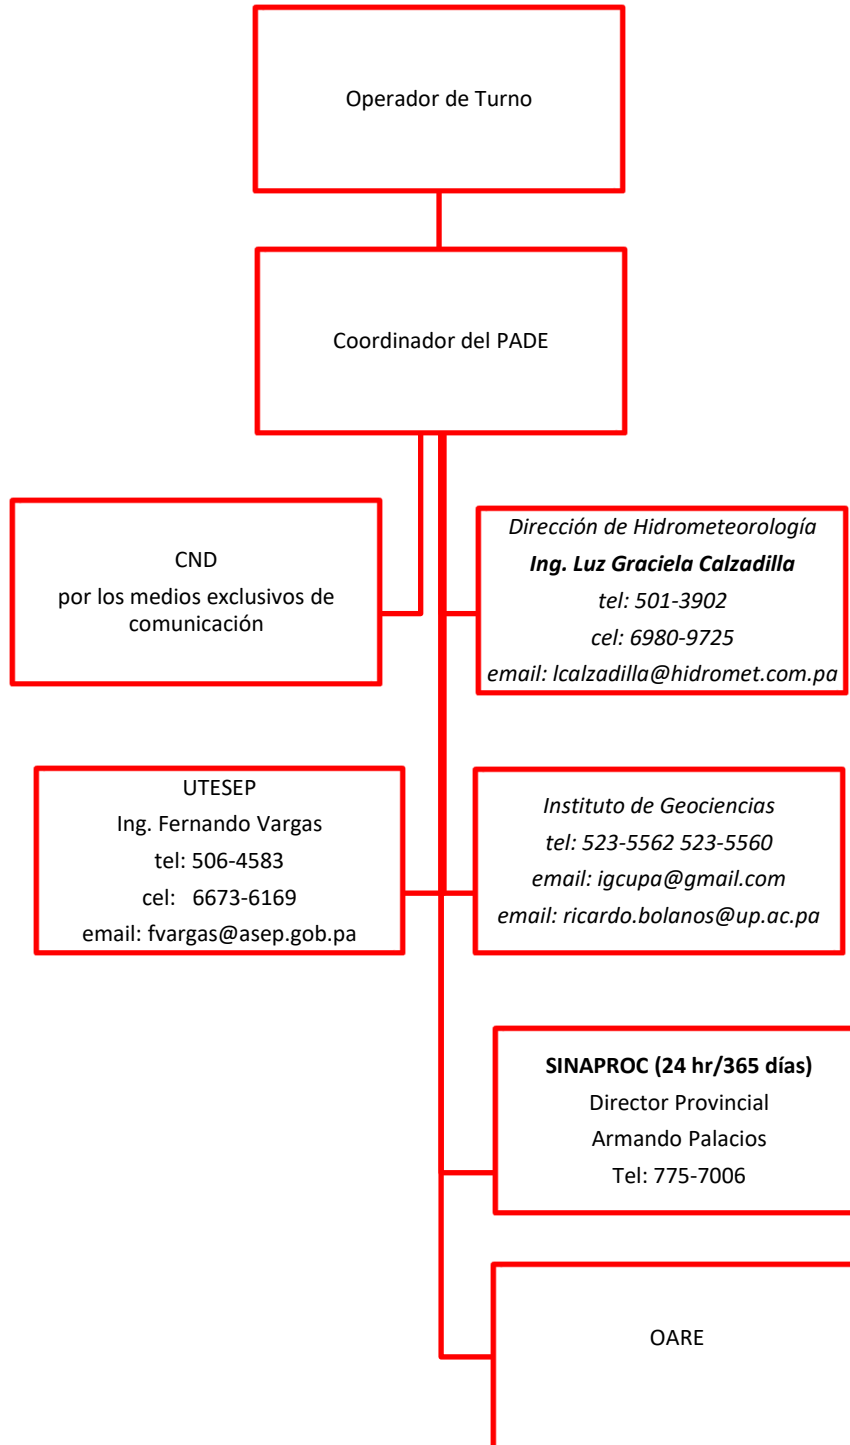 Operador de Turno
Coordinador del PADE
CND
por los medios exclusivos de
comunicación
Dirección de Hidrometeorología
Ing. Luz Graciela Calzadilla
tel: 501-3902
cel: 6980-9725
email: lcalzadilla@hidromet.com.pa
UTESEP
Ing. Fernando Vargas
tel: 506-4583
cel: 6673-6169
email: fvargas@asep.gob.pa
Instituto de Geociencias
tel: 523-5562 523-5560
email: igcupa@gmail.com
email: ricardo.bolanos@up.ac.pa
SINAPROC (24 hr/365 días)
Director Provincial
Armando Palacios
Tel: 775-7006
OARE